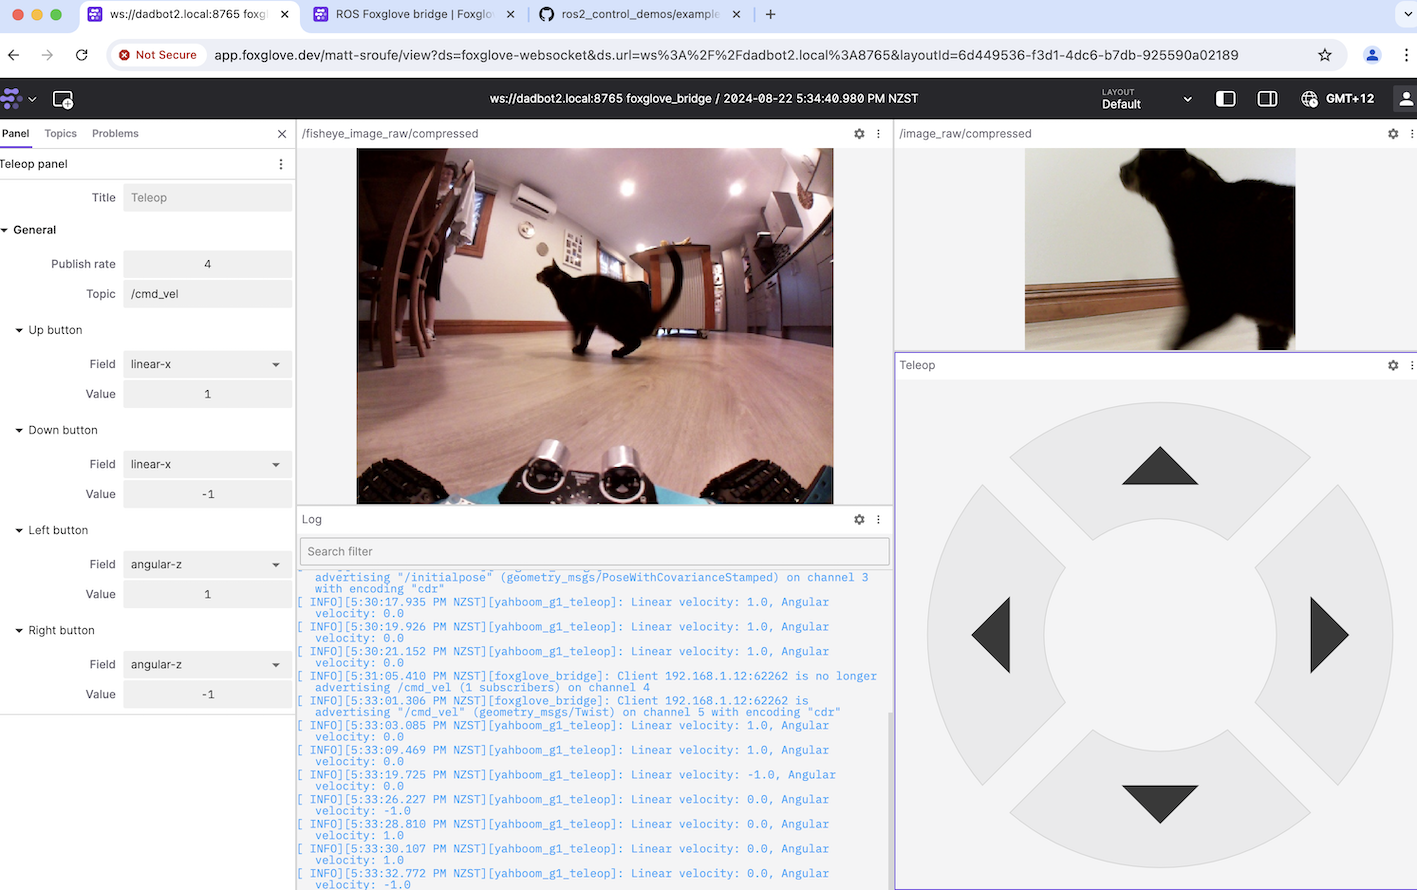 ws://dadbot2.local:8765 foxgl
ROS Foxglove bridge | Foxglo
ros2_control_demos/example
Not Secure
app.foxglove.dev/matt-sroufe/view?ds=foxglove-websocket&ds.url=ws%3A%2F%2Fdadbot2.local%3A8765&layoutId=6d449536-f3d1-4dc6-b7db-925590a02189
ws://dadbot2.local:8765 foxglove_bridge / 2024-08-22 5:34:40.980 PM NZST
LAYOUT
Default
GMT+12
Panel
Topics
Problems
Teleop panel
Title
Teleop
General
Publish rate
4
Topic
/cmd_vel
Up button
Field
linear-x
Value
1
Down button
Field
linear-x
Value
-1
Left button
Field
angular-z
Value
1
Right button
Field
angular-z
Value
-1
/fisheye_image_raw/compressed
/image_raw/compressed
Log
Search filter
advertising "/initialpose" (geometry_msgs/PoseWithCovarianceStamped) on channel 3
with encoding "cdr"
[ INFO][5:30:17.935 PM NZST][yahboom_g1_teleop]: Linear velocity: 1.0, Angular
velocity: 0.0
[ INFO][5:30:19.926 PM NZST][yahboom_g1_teleop]: Linear velocity: 1.0, Angular
velocity: 0.0
[ INFO][5:30:21.152 PM NZST][yahboom_g1_teleop]: Linear velocity: 1.0, Angular
velocity: 0.0
[ INFO][5:31:05.410 PM NZST][foxglove_bridge]: Client 192.168.1.12:62262 is no longer
advertising /cmd_vel (1 subscribers) on channel 4
[ INFO][5:33:01.306 PM NZST][foxglove_bridge]: Client 192.168.1.12:62262 is
advertising "/cmd_vel" (geometry_msgs/Twist) on channel 5 with encoding "cdr"
[ INFO][5:33:03.085 PM NZST][yahboom_g1_teleop]: Linear velocity: 1.0, Angular
velocity: 0.0
[ INFO][5:33:09.469 PM NZST][yahboom_g1_teleop]: Linear velocity: 1.0, Angular
velocity: 0.0
[ INFO][5:33:19.725 PM NZST][yahboom_g1_teleop]: Linear velocity: -1.0, Angular
velocity: 0.0
[ INFO][5:33:26.227 PM NZST][yahboom_g1_teleop]: Linear velocity: 0.0, Angular
velocity: -1.0
[ INFO][5:33:28.810 PM NZST][yahboom_g1_teleop]: Linear velocity: 0.0, Angular
velocity: 1.0
[ INFO][5:33:30.107 PM NZST][yahboom_g1_teleop]: Linear velocity: 0.0, Angular
velocity: 1.0
[ INFO][5:33:32.772 PM NZST][yahboom_g1_teleop]: Linear velocity: 0.0, Angular
velocity: -1.0
Teleop